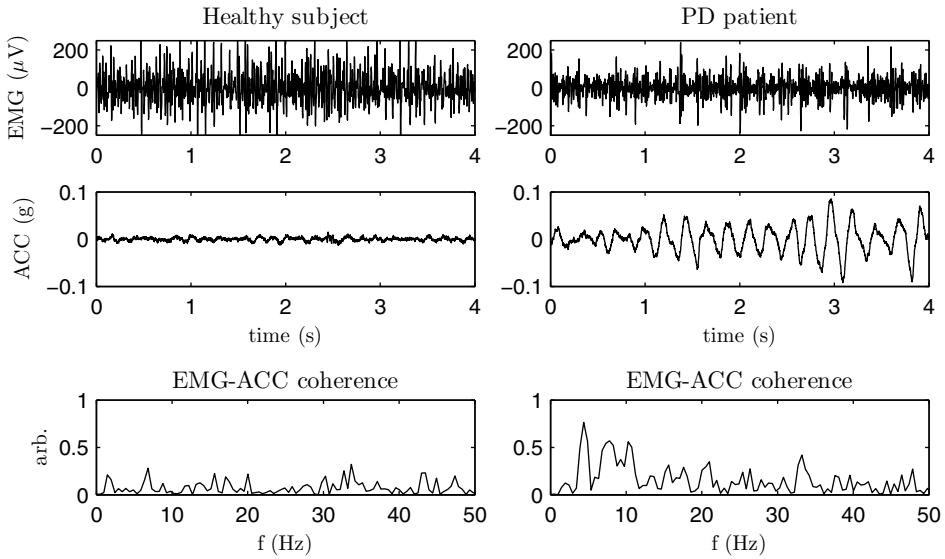 Healthy subject
PD patient
EMG (μV)
200
0
−200
0 1 2 3 4
200
0
−200
0 1 2 3 4
ACC (g)
0.1
0
−0.1
0 1 2 3 4
time (s)
0.1
0
−0.1
0 1 2 3 4
time (s)
EMG-ACC coherence
EMG-ACC coherence
arb.
1
0.5
0
0 10 20 30 40 50
f (Hz)
1
0.5
0
0 10 20 30 40 50
f (Hz)